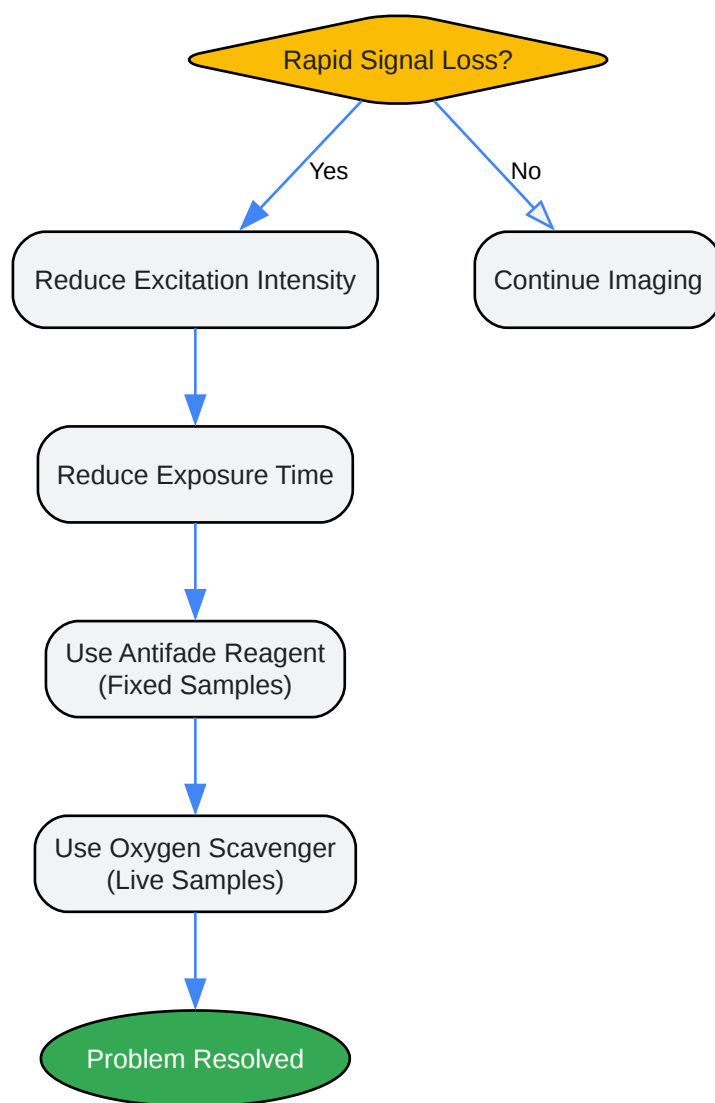 Rapid Signal Loss?
Yes
No
Reduce Excitation Intensity
Continue Imaging
Reduce Exposure Time
Use Antifade Reagent
(Fixed Samples)
Use Oxygen Scavenger
(Live Samples)
Problem Resolved